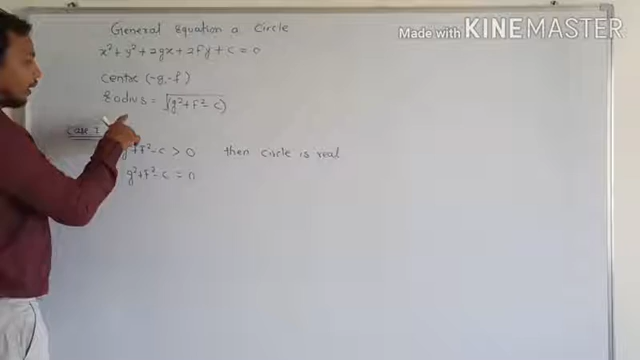 General Equation a Circle
Made with KINEMASTER
x² + y² + 2gx + 2fy + c = 0
Centre (-g, -f)
Radius = √(g² + f² - c)
Case I
g² + f² - c > 0 then circle is real
g² + f² - c = 0